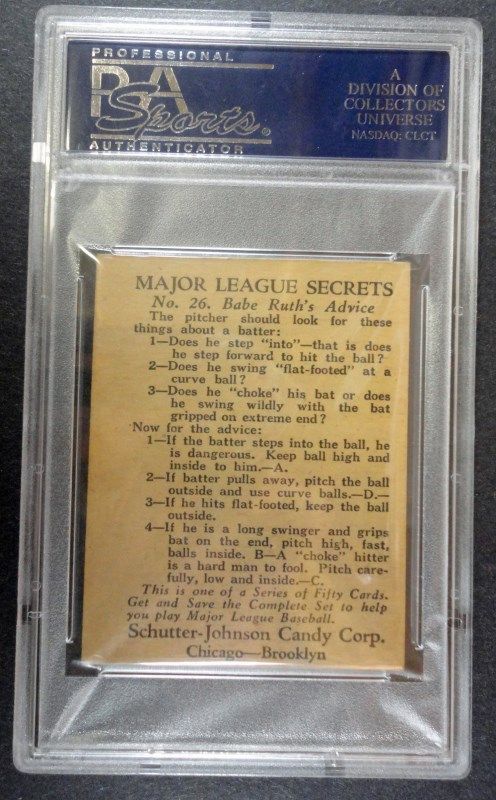 PROFESSIONAL
PSA
Sports.
AUTHENTICATOR
A
DIVISION OF
COLLECTORS
UNIVERSE
NASDAQ: CLCT
MAJOR LEAGUE SECRETS
No. 26. Babe Ruth's Advice
The pitcher should look for these
things about a batter:
1—Does he step "into"—that is does
he step forward to hit the ball?
2—Does he swing "flat-footed" at a
curve ball?
3—Does he "choke" his bat or does
he swing wildly with the bat
gripped on extreme end?
Now for the advice:
1—If the batter steps into the ball, he
is dangerous. Keep ball high and
inside to him.—A.
2—If batter pulls away, pitch the ball
outside and use curve balls.—D.—
3—If he hits flat-footed, keep the ball
outside.
4—If he is a long swinger and grips
bat on the end, pitch high, fast,
balls inside. B—A "choke" hitter
is a hard man to fool. Pitch care-
fully, low and inside.—C.
This is one of a Series of Fifty Cards.
Get and Save the Complete Set to help
you play Major League Baseball.
Schutter-Johnson Candy Corp.
Chicago—Brooklyn